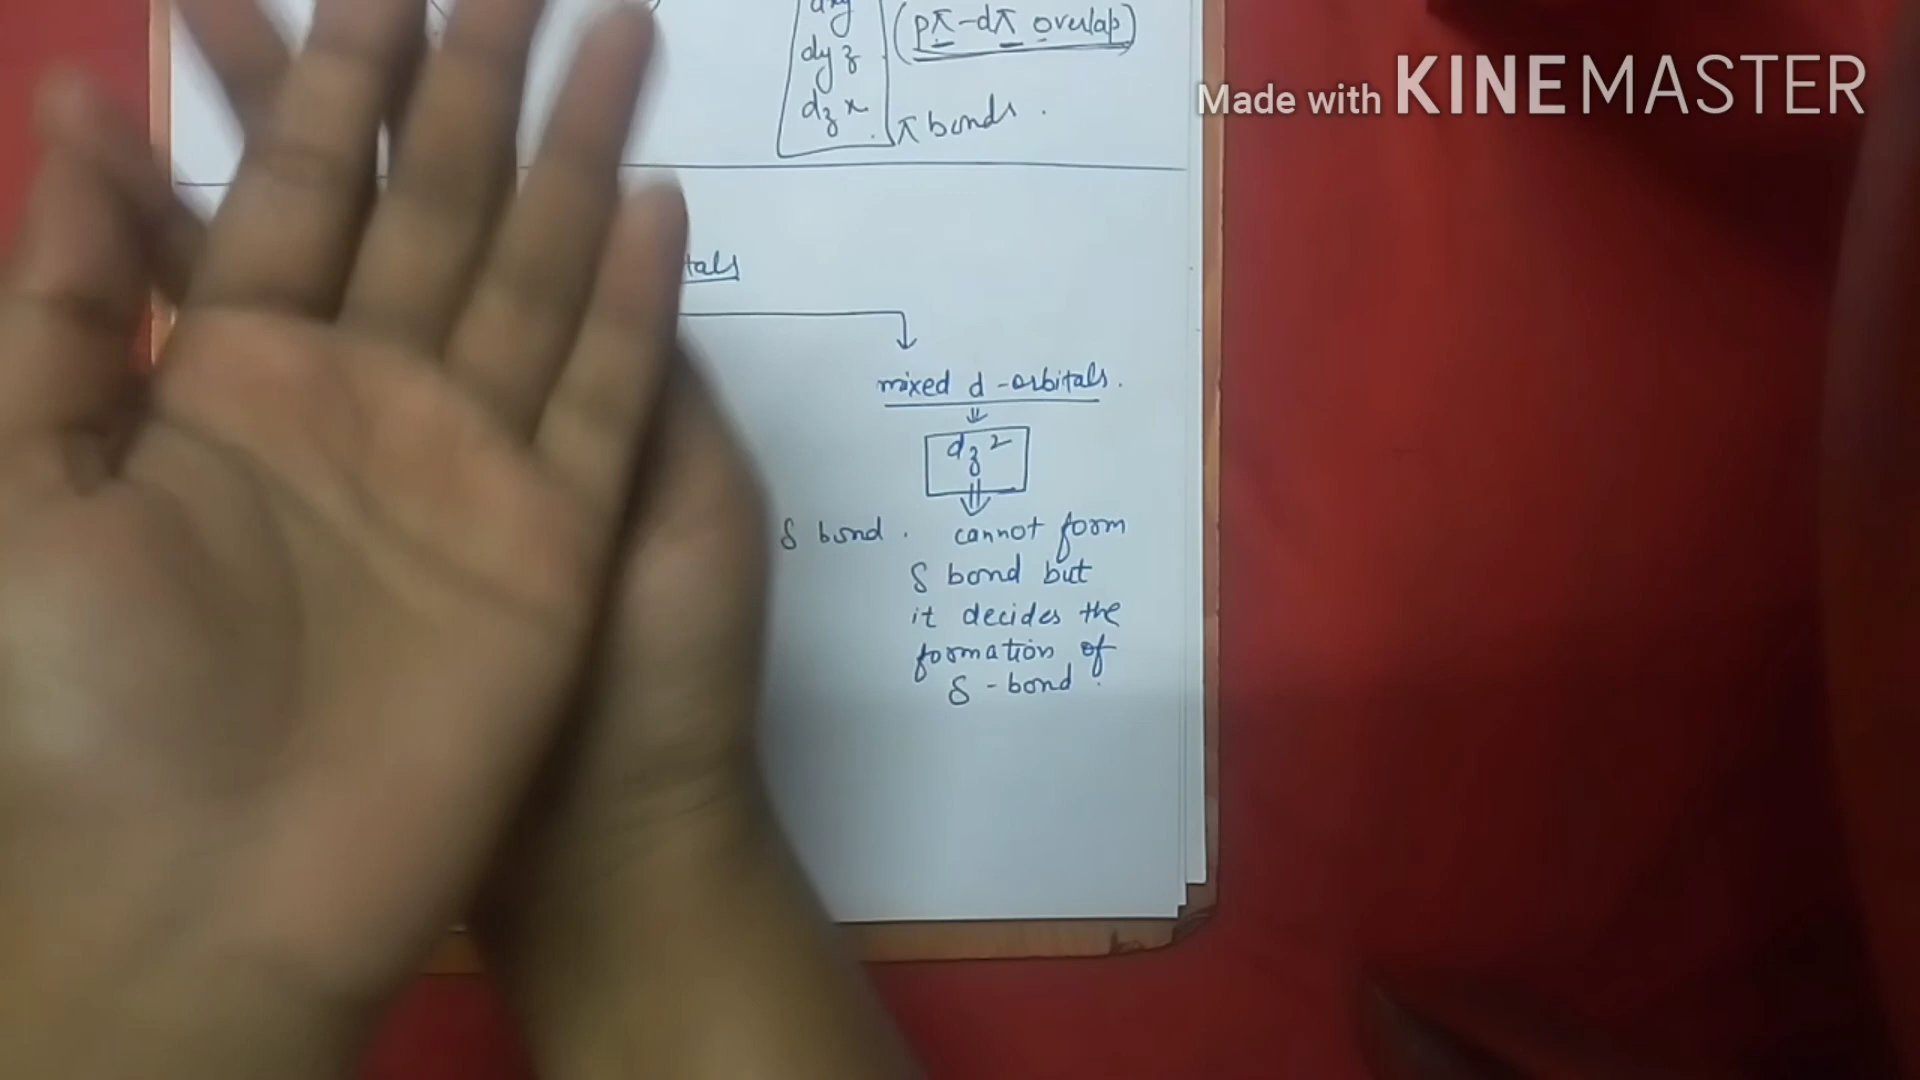 dxy
dyz
dzx
(pπ-dπ overlap)
π bonds.
Made with KINEMASTER
tals
mixed d-orbitals.
dz²
δ bond. cannot form
δ bond but
it decides the
formation of
δ-bond.